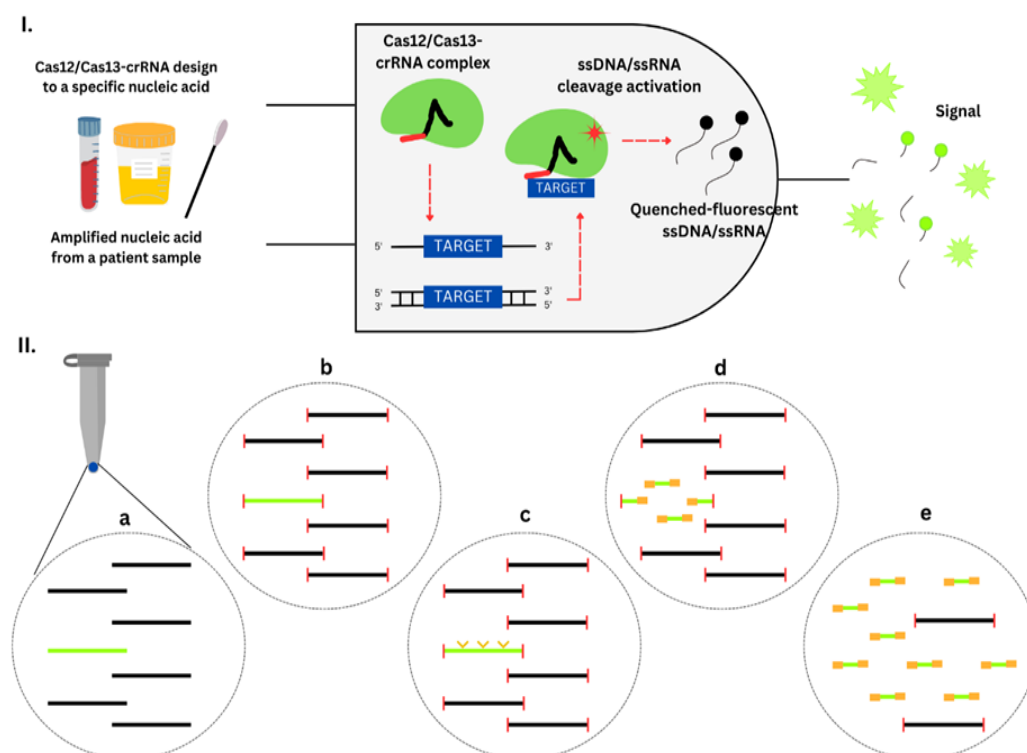 I.
Cas12/Cas13-crRNA design
to a specific nucleic acid
Amplified nucleic acid
from a patient sample
Cas12/Cas13-
crRNA complex
ssDNA/ssRNA
cleavage activation
TARGET
Quenched-fluorescent
ssDNA/ssRNA
5' TARGET 3'
5' TARGET 3'
3' 5'
Signal
II.
a
b
c
d
e